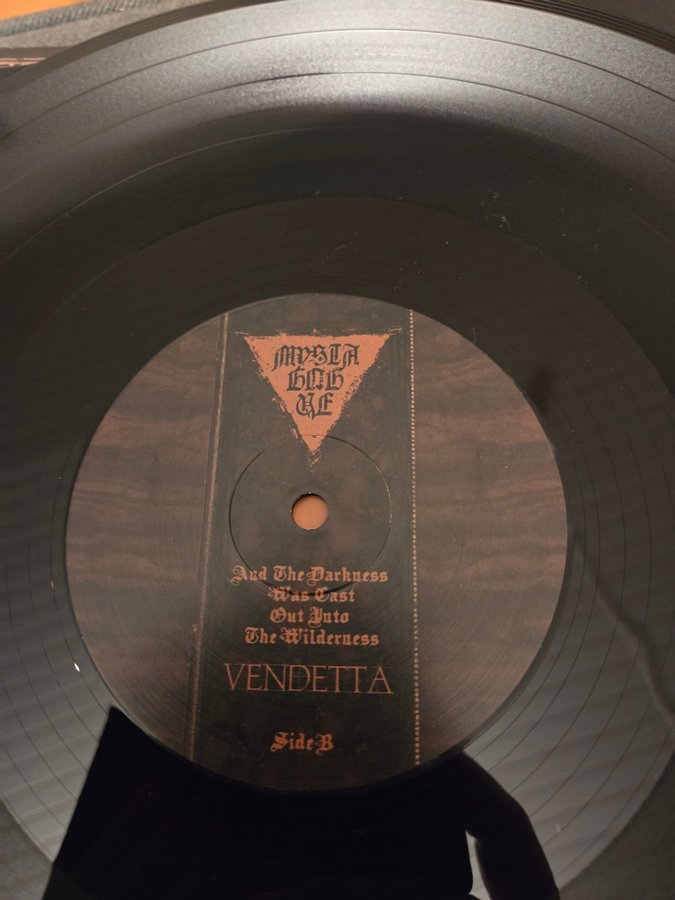 MYSTA
GOG
UE
And The Darkness
Was Cast
Out Into
The Wilderness
VENDETTA
Side B